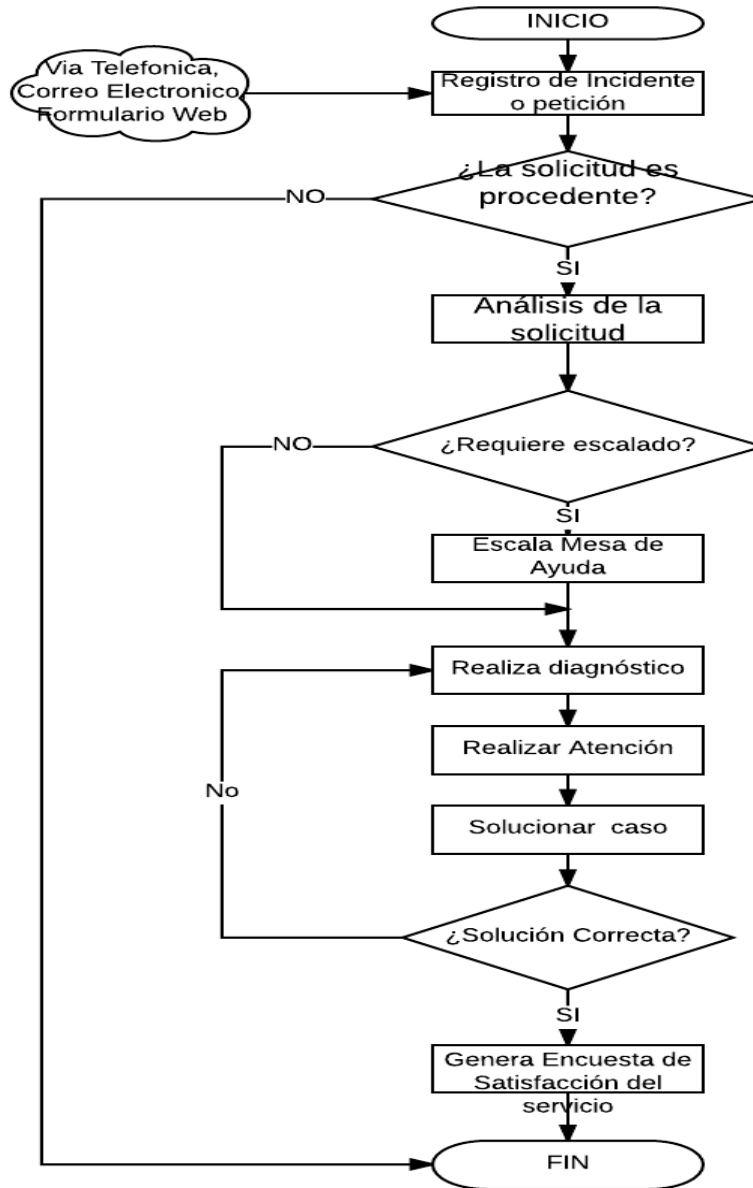 INICIO
Via Telefonica,
Correo Electronico
Formulario Web
Registro de Incidente
o petición
¿La solicitud es
procedente?
NO
SI
Análisis de la
solicitud
¿Requiere escalado?
NO
SI
Escala Mesa de
Ayuda
Realiza diagnóstico
Realizar Atención
No
Solucionar caso
¿Solución Correcta?
SI
Genera Encuesta de
Satisfacción del
servicio
FIN